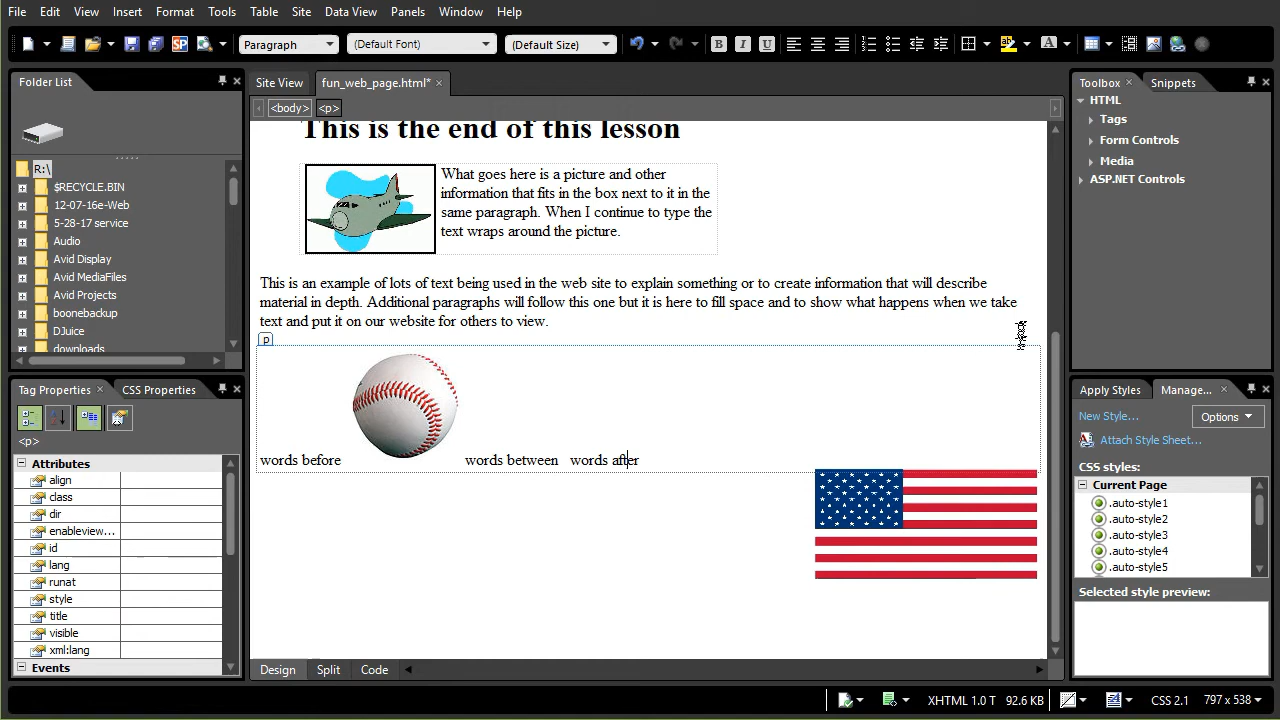 File Edit View Insert Format Tools Table Site Data View Panels Window Help
Paragraph (Default Font) (Default Size) B I U A
Folder List
R:\
$RECYCLE.BIN
12-07-16e-Web
5-28-17 service
Audio
Avid Display
Avid MediaFiles
Avid Projects
boonebackup
DJuice
downloads
Tag Properties CSS Properties
<p>
Attributes
align
class
dir
enableview...
id
lang
runat
style
title
visible
xml:lang
Events
Site View fun_web_page.html*
<body> <p>
This is the end of this lesson
What goes here is a picture and other
information that fits in the box next to it in the
same paragraph. When I continue to type the
text wraps around the picture.
This is an example of lots of text being used in the web site to explain something or to create information that will describe
material in depth. Additional paragraphs will follow this one but it is here to fill space and to show what happens when we take
text and put it on our website for others to view.
p
words before words between words after
Design Split Code
Toolbox Snippets
HTML
Tags
Form Controls
Media
ASP.NET Controls
Apply Styles Manage...
New Style... Options
Attach Style Sheet...
CSS styles:
Current Page
.auto-style1
.auto-style2
.auto-style3
.auto-style4
.auto-style5
Selected style preview:
XHTML 1.0 T 92.6 KB CSS 2.1 797 x 538